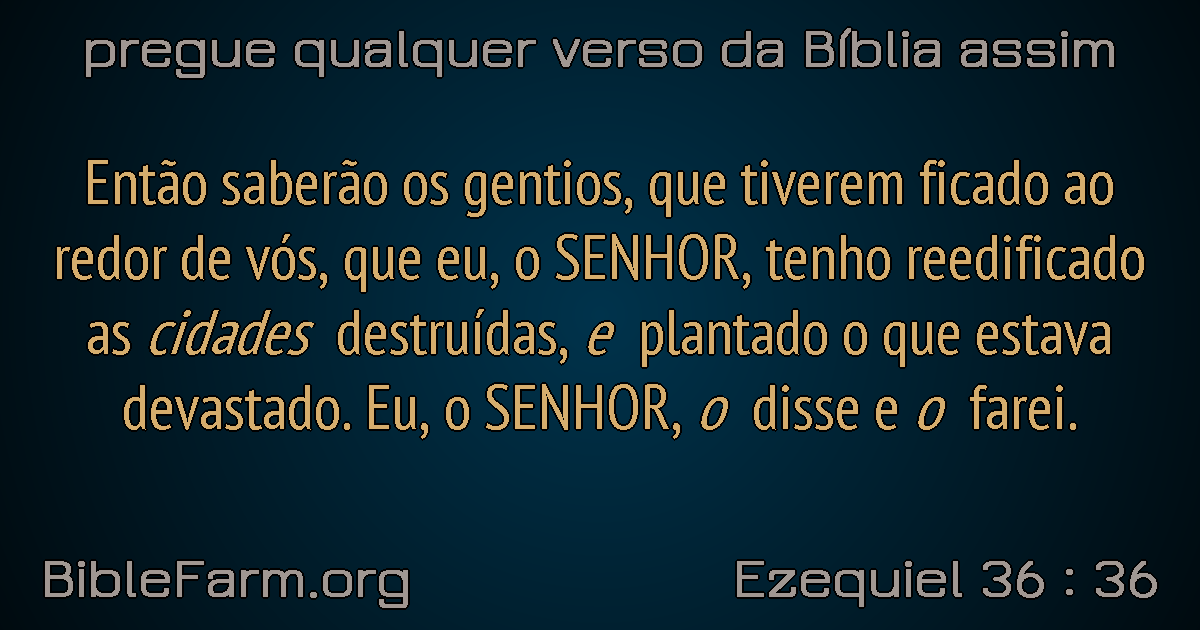 pregue qualquer verso da Bíblia assim
Então saberão os gentios, que tiverem ficado ao
redor de vós, que eu, o SENHOR, tenho reedificado
as cidades destruídas, e plantado o que estava
devastado. Eu, o SENHOR, o disse e o farei.
BibleFarm.org
Ezequiel 36 : 36